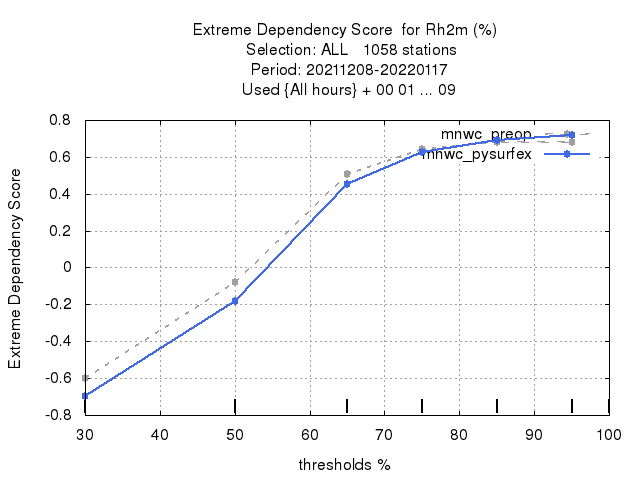 Extreme Dependency Score  for Rh2m (%)
Selection: ALL   1058 stations
Period: 20211208-20220117
Used {All hours} + 00 01 ... 09
Extreme Dependency Score
0.8
0.6
0.4
0.2
0
-0.2
-0.4
-0.6
-0.8
mnwc_preop
mnwc_pysurfex
30 40 50 60 70 80 90 100
thresholds %